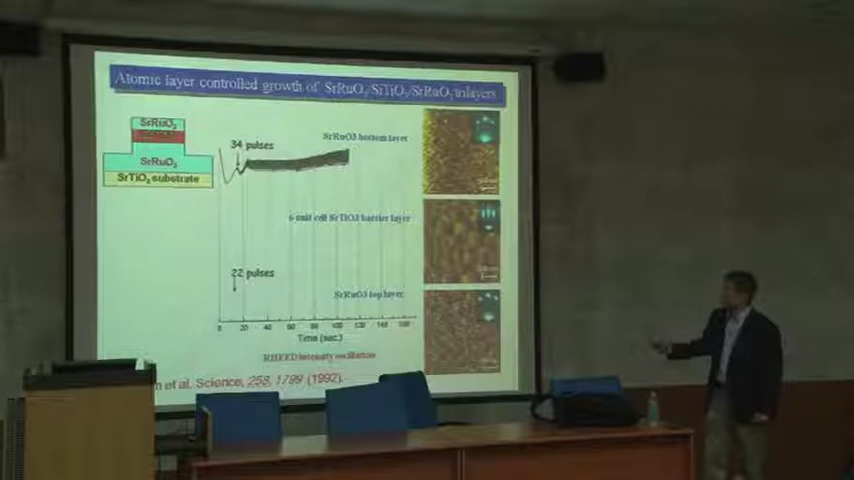 Atomic layer controlled growth of SrRuO3/SrTiO3/SrRuO3 trilayers
SrRuO3
SrRuO3
SrTiO3 substrate
34 pulses
SrRuO3 bottom layer
6 unit cell SrTiO3 barrier layer
22 pulses
SrRuO3 top layer
0 20 40 60 80 100 120 140 160
Time (sec.)
RHEED intensity oscillation
et al. Science, 258, 1799 (1992).